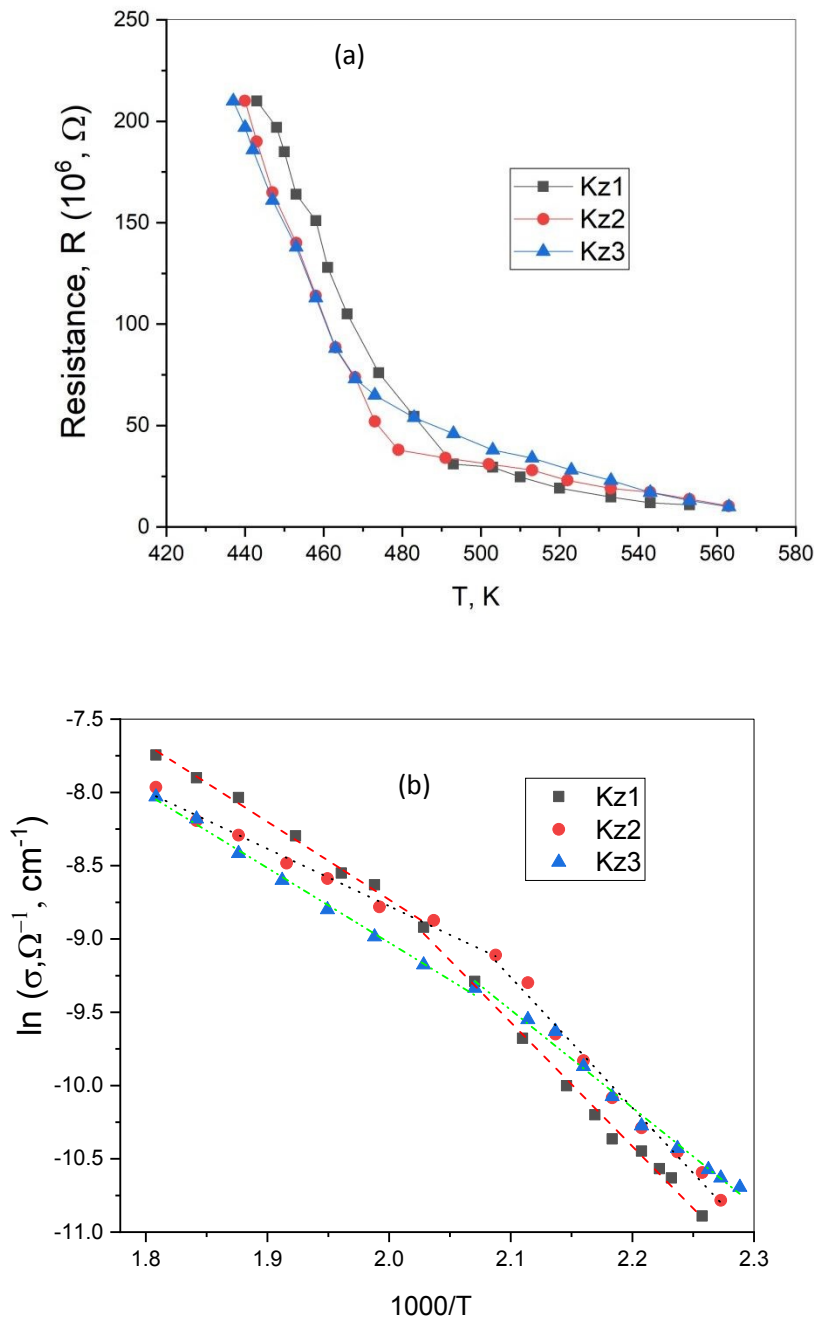 (a)
Resistance, R (10⁶, Ω)
250
200
150
100
50
0
Kz1
Kz2
Kz3
420 440 460 480 500 520 540 560 580
T, K
(b)
ln (σ,Ω⁻¹, cm⁻¹)
-7.5
-8.0
-8.5
-9.0
-9.5
-10.0
-10.5
-11.0
Kz1
Kz2
Kz3
1.8 1.9 2.0 2.1 2.2 2.3
1000/T